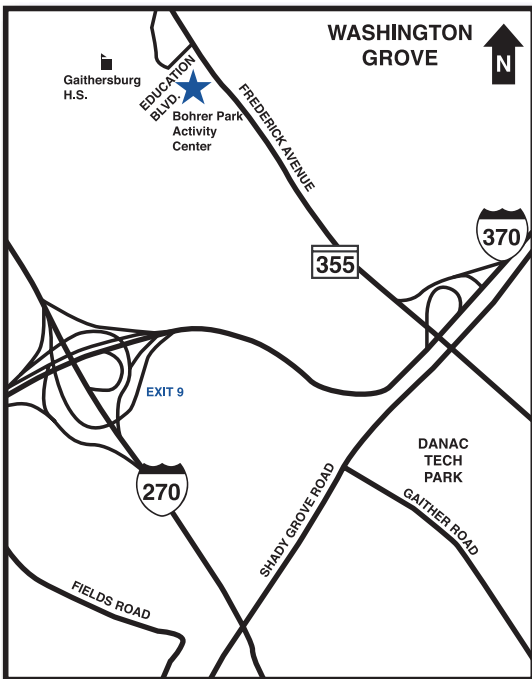 WASHINGTON
GROVE
N
Gaithersburg
H.S.
EDUCATION
BLVD.
Bohrer Park
Activity
Center
FREDERICK AVENUE
370
355
EXIT 9
DANAC
TECH
PARK
270
SHADY GROVE ROAD
GAITHER ROAD
FIELDS ROAD